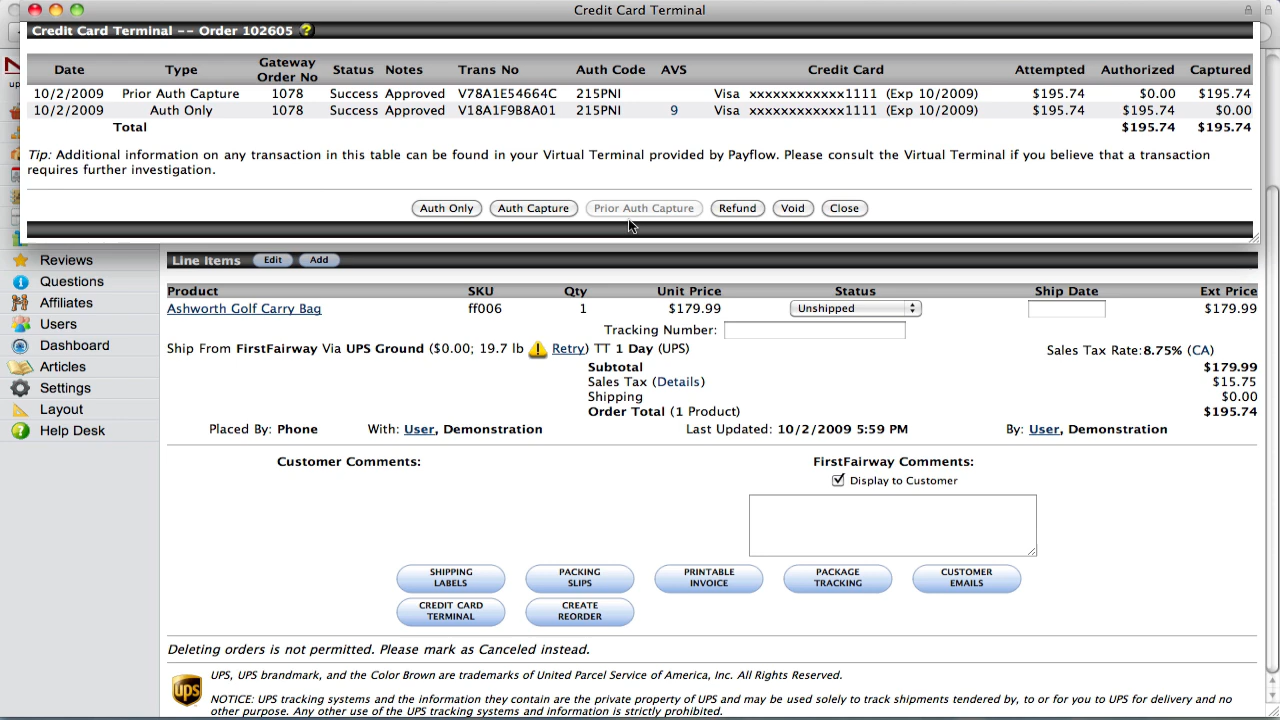 Credit Card Terminal
Credit Card Terminal -- Order 102605 ?
Date Type Gateway Order No Status Notes Trans No Auth Code AVS Credit Card Attempted Authorized Captured
10/2/2009 Prior Auth Capture 1078 Success Approved V78A1E54664C 215PNI Visa xxxxxxxxxxxx1111 (Exp 10/2009) $195.74 $0.00 $195.74
10/2/2009 Auth Only 1078 Success Approved V18A1F9B8A01 215PNI 9 Visa xxxxxxxxxxxx1111 (Exp 10/2009) $195.74 $195.74 $0.00
Total $195.74 $195.74
Tip: Additional information on any transaction in this table can be found in your Virtual Terminal provided by Payflow. Please consult the Virtual Terminal if you believe that a transaction
requires further investigation.
Auth Only Auth Capture Prior Auth Capture Refund Void Close
Reviews
Questions
Affiliates
Users
Dashboard
Articles
Settings
Layout
Help Desk
Line Items Edit Add
Product SKU Qty Unit Price Status Ship Date Ext Price
Ashworth Golf Carry Bag ff006 1 $179.99 Unshipped $179.99
Tracking Number:
Ship From FirstFairway Via UPS Ground ($0.00; 19.7 lb Retry) TT 1 Day (UPS) Sales Tax Rate:8.75% (CA)
Subtotal $179.99
Sales Tax (Details) $15.75
Shipping $0.00
Order Total (1 Product) $195.74
Placed By: Phone With: User, Demonstration Last Updated: 10/2/2009 5:59 PM By: User, Demonstration
Customer Comments: FirstFairway Comments:
Display to Customer
SHIPPING LABELS PACKING SLIPS PRINTABLE INVOICE PACKAGE TRACKING CUSTOMER EMAILS
CREDIT CARD TERMINAL CREATE REORDER
Deleting orders is not permitted. Please mark as Canceled instead.
ups
UPS, UPS brandmark, and the Color Brown are trademarks of United Parcel Service of America, Inc. All Rights Reserved.
NOTICE: UPS tracking systems and the information they contain are the private property of UPS and may be used solely to track shipments tendered by, to or for you to UPS for delivery and no
other purpose. Any other use of the UPS tracking systems and information is strictly prohibited.